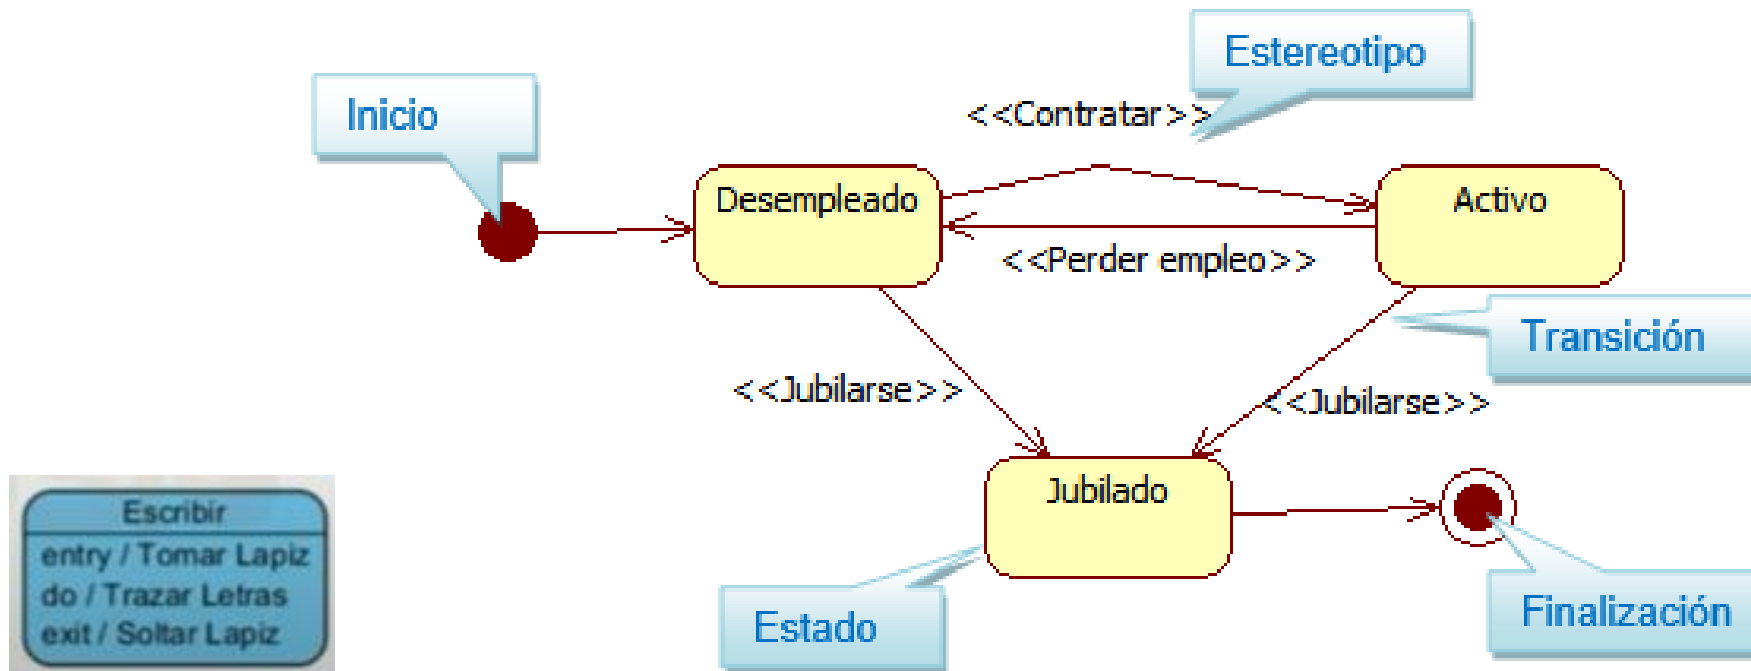 Estereotipo
Inicio
<<Contratar>>
Desempleado
Activo
<<Perder empleo>>
Transición
<<Jubilarse>>
<<Jubilarse>>
Jubilado
Escribir
entry / Tomar Lapiz
do / Trazar Letras
exit / Soltar Lapiz
Estado
Finalización